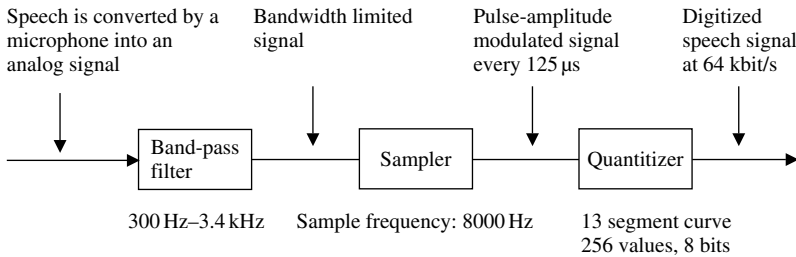 Speech is converted by a
microphone into an
analog signal
Bandwidth limited
signal
Pulse-amplitude
modulated signal
every 125 µs
Digitized
speech signal
at 64 kbit/s
Band-pass
filter
Sampler
Quantitizer
300 Hz–3.4 kHz
Sample frequency: 8000 Hz
13 segment curve
256 values, 8 bits